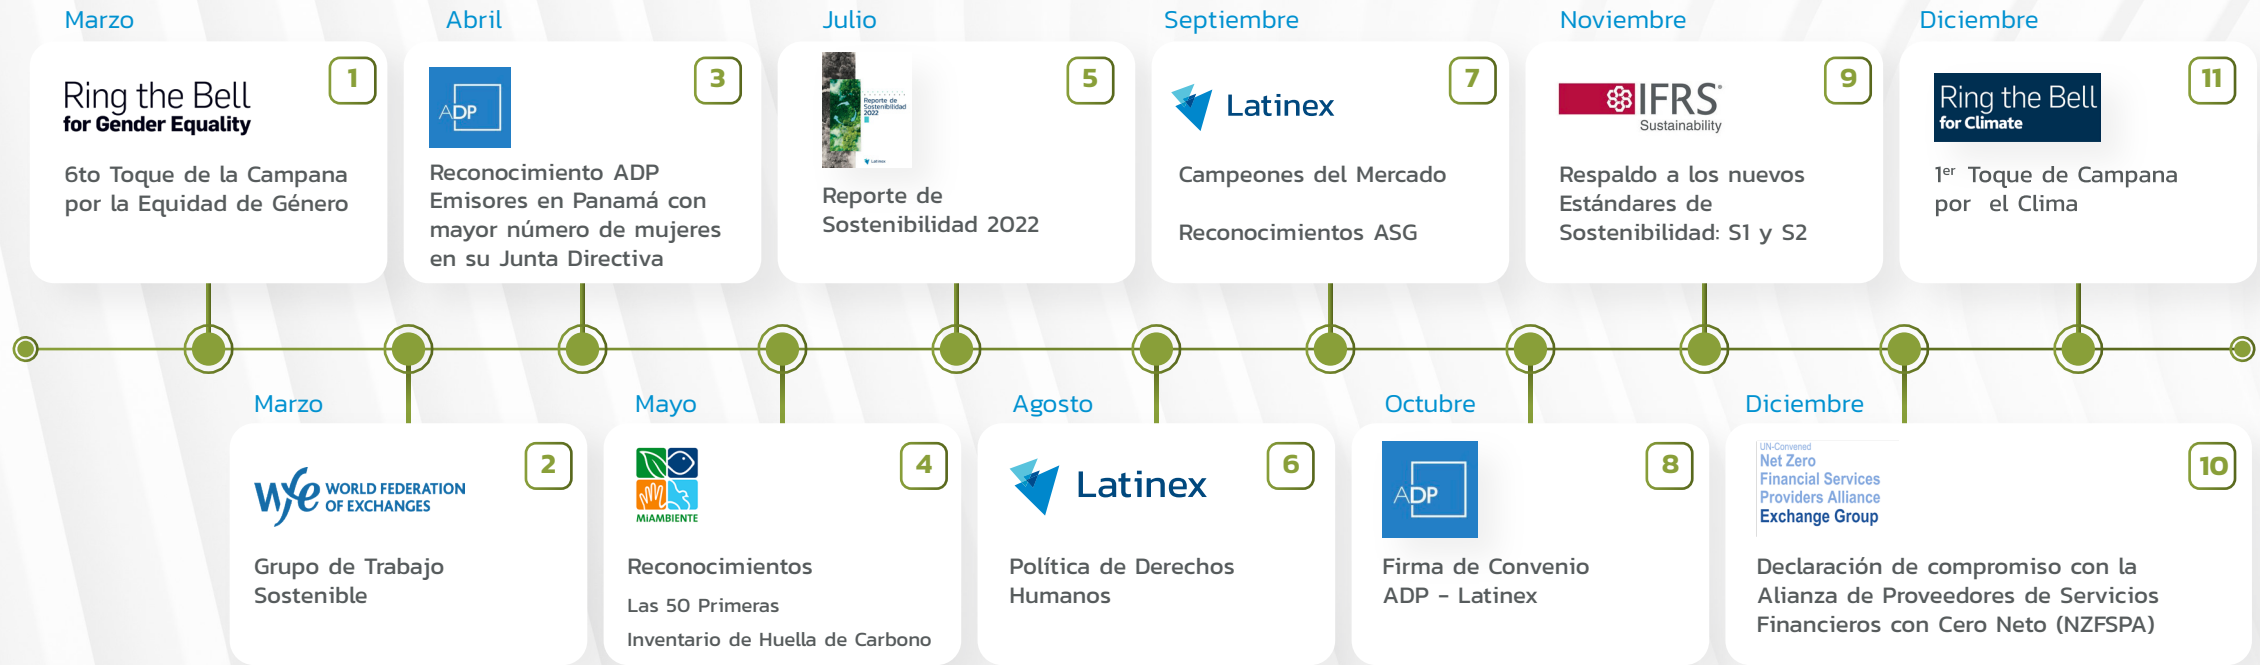 Marzo
1
Ring the Bell
for Gender Equality
6to Toque de la Campana
por la Equidad de Género
Marzo
2
WFE WORLD FEDERATION
OF EXCHANGES
Grupo de Trabajo
Sostenible
Abril
3
ADP
Reconocimiento ADP
Emisores en Panamá con
mayor número de mujeres
en su Junta Directiva
Mayo
4
MiAMBIENTE
Reconocimientos
Las 50 Primeras
Inventario de Huella de Carbono
Julio
5
Reporte de
Sostenibilidad
2022
Latinex
Reporte de
Sostenibilidad 2022
Agosto
6
Latinex
Política de Derechos
Humanos
Septiembre
7
Latinex
Campeones del Mercado
Reconocimientos ASG
Octubre
8
ADP
Firma de Convenio
ADP - Latinex
Noviembre
9
IFRS®
Sustainability
Respaldo a los nuevos
Estándares de
Sostenibilidad: S1 y S2
Diciembre
10
UN-Convened
Net Zero
Financial Services
Providers Alliance
Exchange Group
Declaración de compromiso con la
Alianza de Proveedores de Servicios
Financieros con Cero Neto (NZFSPA)
Diciembre
11
Ring the Bell
for Climate
1er Toque de Campana
por el Clima